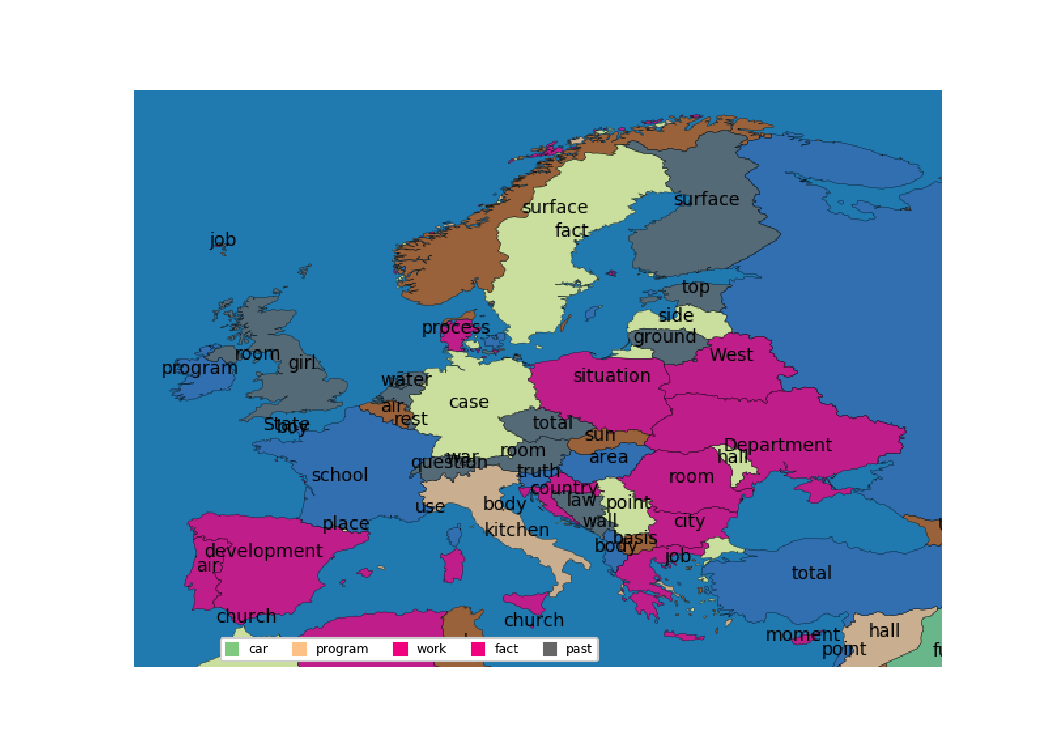 surface
surface
fact
job
top
side
process
ground
room
girl
West
program
water
situation
case
air
rest
State
boy
total
sun
Department
room
hall
war
question
area
school
truth
room
country
law
point
use
body
wall
place
kitchen
city
basis
body
development
job
air
total
church
church
moment
hall
point
car
program
work
fact
past